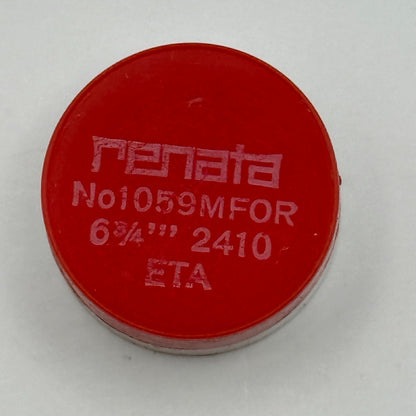 renata
No1059MFOR
6¾''' 2410
ETA